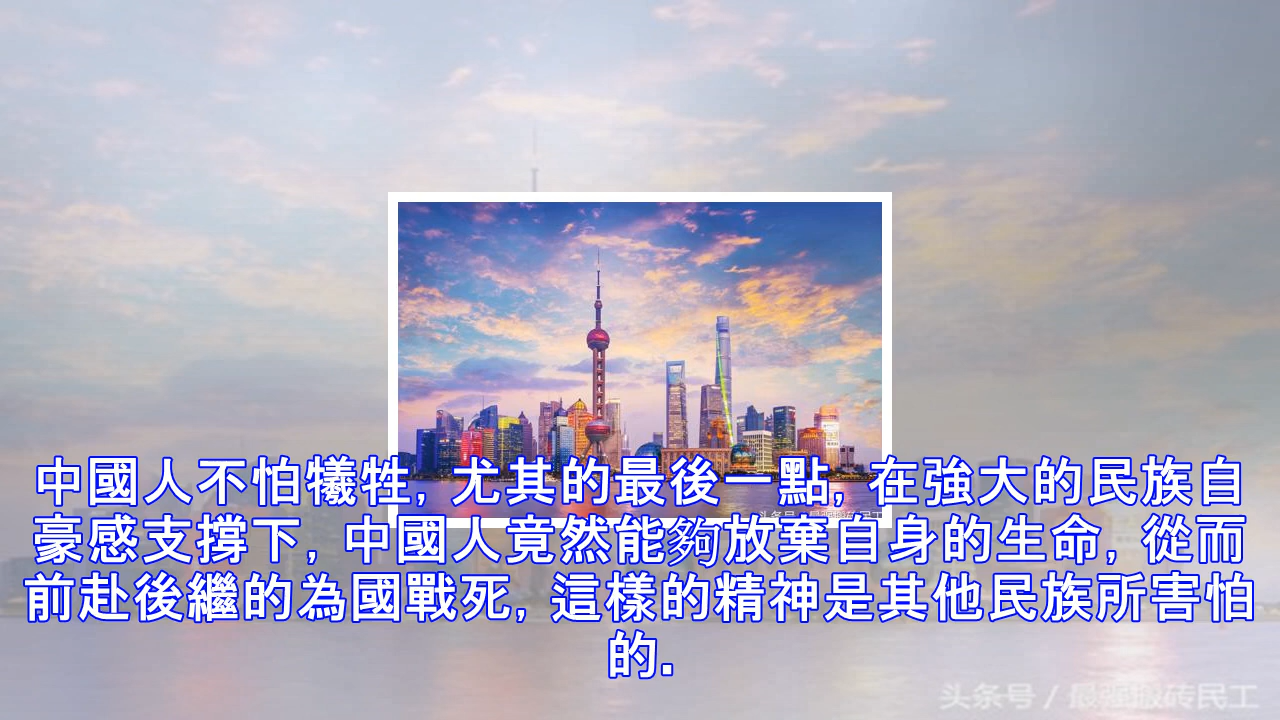 中國人不怕犧牲, 尤其的最後一點, 在強大的民族自
豪感支撐下, 中國人竟然能夠放棄自身的生命, 從而
前赴後繼的為國戰死, 這樣的精神是其他民族所害怕
的.
头条号 / 最强搬砖民工